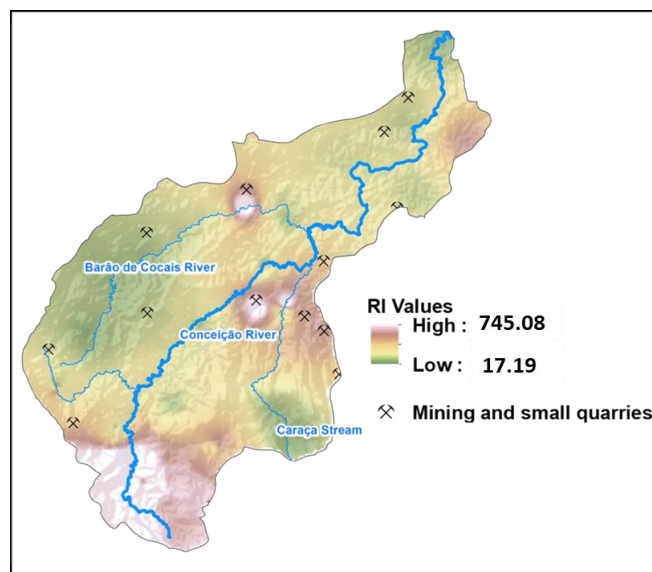 Barão de Cocais River
Conceição River
Caraça Stream
RI Values
High : 745.08
Low : 17.19
Mining and small quarries